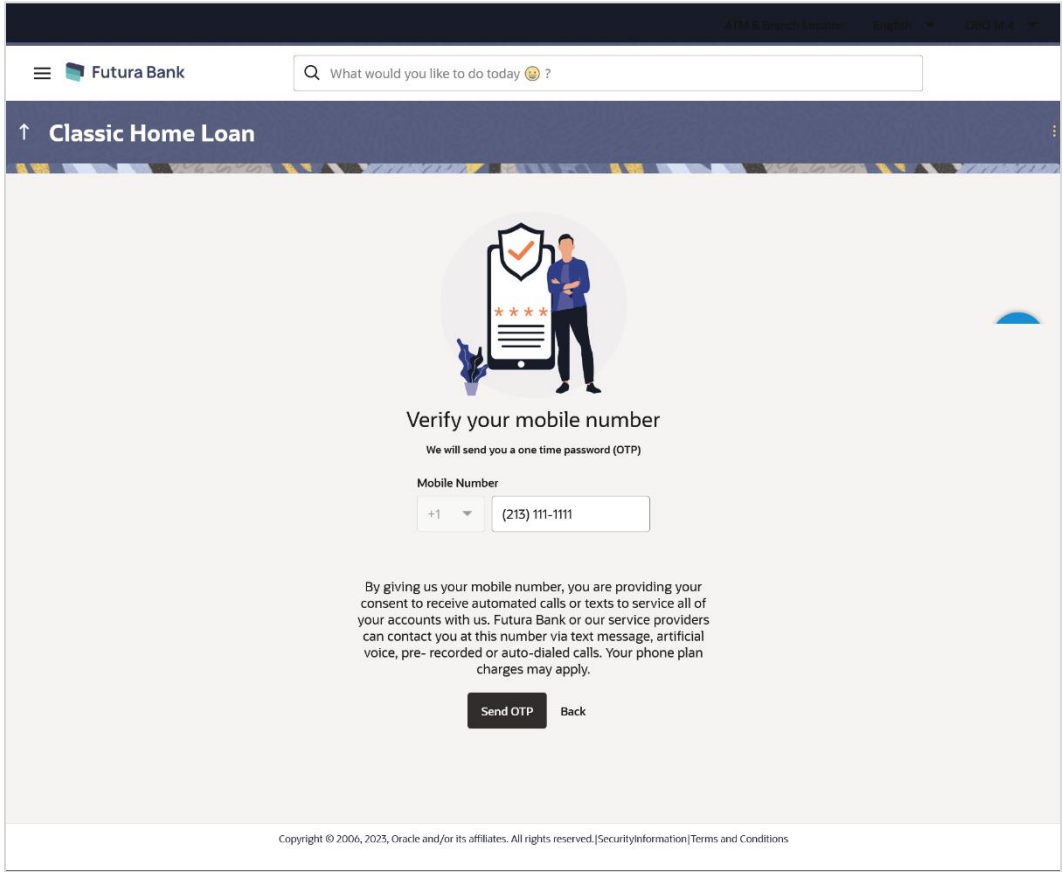 ATM & Branch Locator English
Futura Bank
What would you like to do today 😀 ?
Classic Home Loan
* * * *
Verify your mobile number
We will send you a one time password (OTP)
Mobile Number
+1 (213) 111-1111
By giving us your mobile number, you are providing your
consent to receive automated calls or texts to service all of
your accounts with us. Futura Bank or our service providers
can contact you at this number via text message, artificial
voice, pre- recorded or auto-dialed calls. Your phone plan
charges may apply.
Send OTP Back
Copyright © 2006, 2023, Oracle and/or its affiliates. All rights reserved.|SecurityInformation|Terms and Conditions